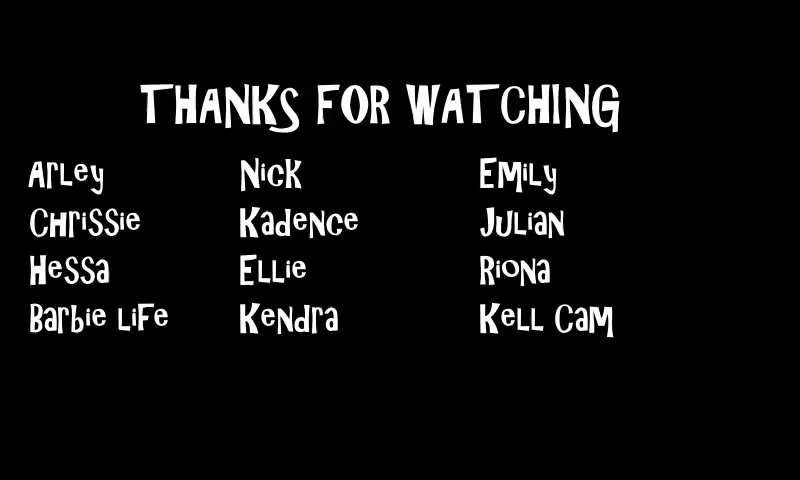 THANKS FOR WATCHING
Arley Nick Emily
Chrissie Kadence Julian
Hessa Ellie Riona
Barbie Life Kendra Kell Cam